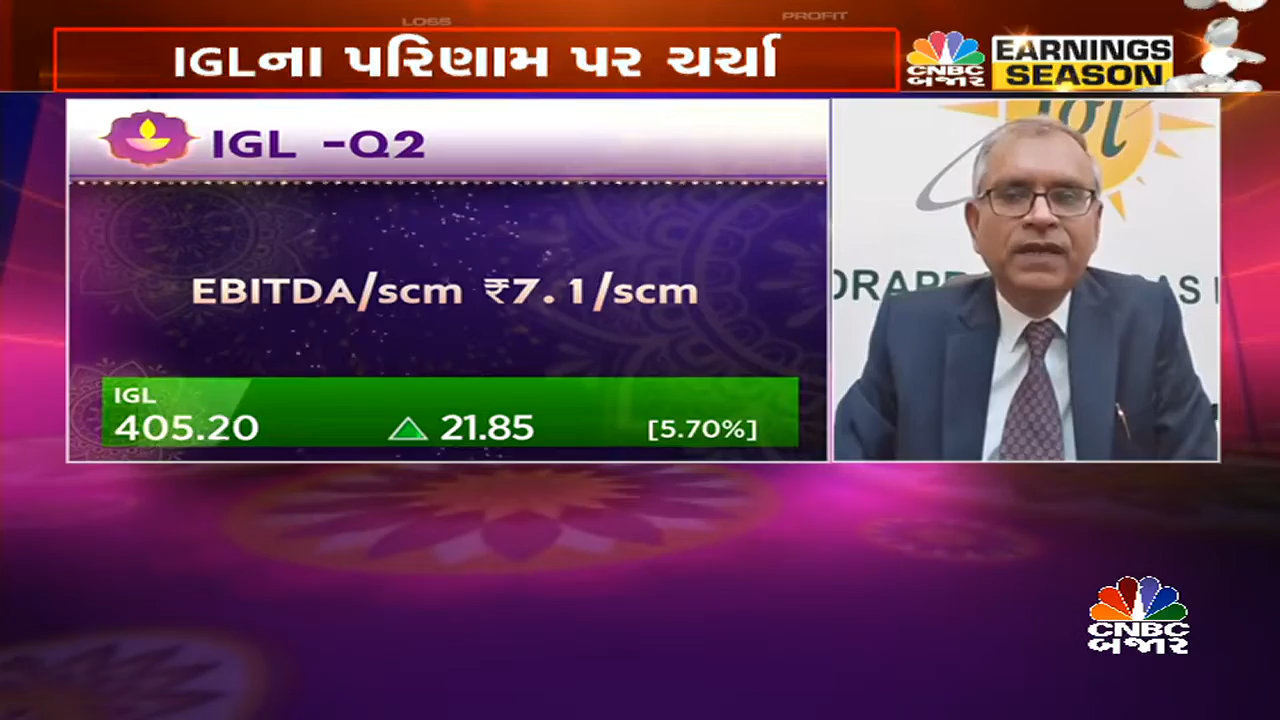 LOSS
PROFIT
IGLના પરિણામ પર ચર્ચા
CNBC
બજાર
EARNINGS
SEASON
IGL -Q2
EBITDA/scm ₹7.1/scm
IGL
405.20 21.85 [5.70%]
igl
CNBC
બજાર